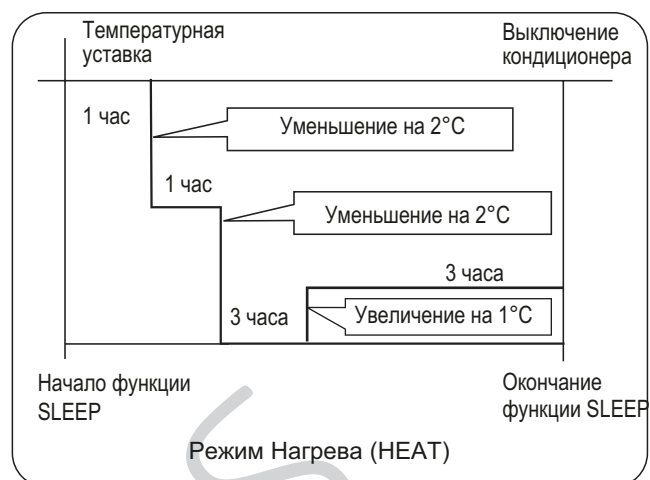 Температурная
уставка
Выключение
кондиционера
1 час
Уменьшение на 2°C
1 час
Уменьшение на 2°C
3 часа
3 часа
Увеличение на 1°C
Начало функции
SLEEP
Окончание
функции SLEEP
Режим Нагрева (HEAT)